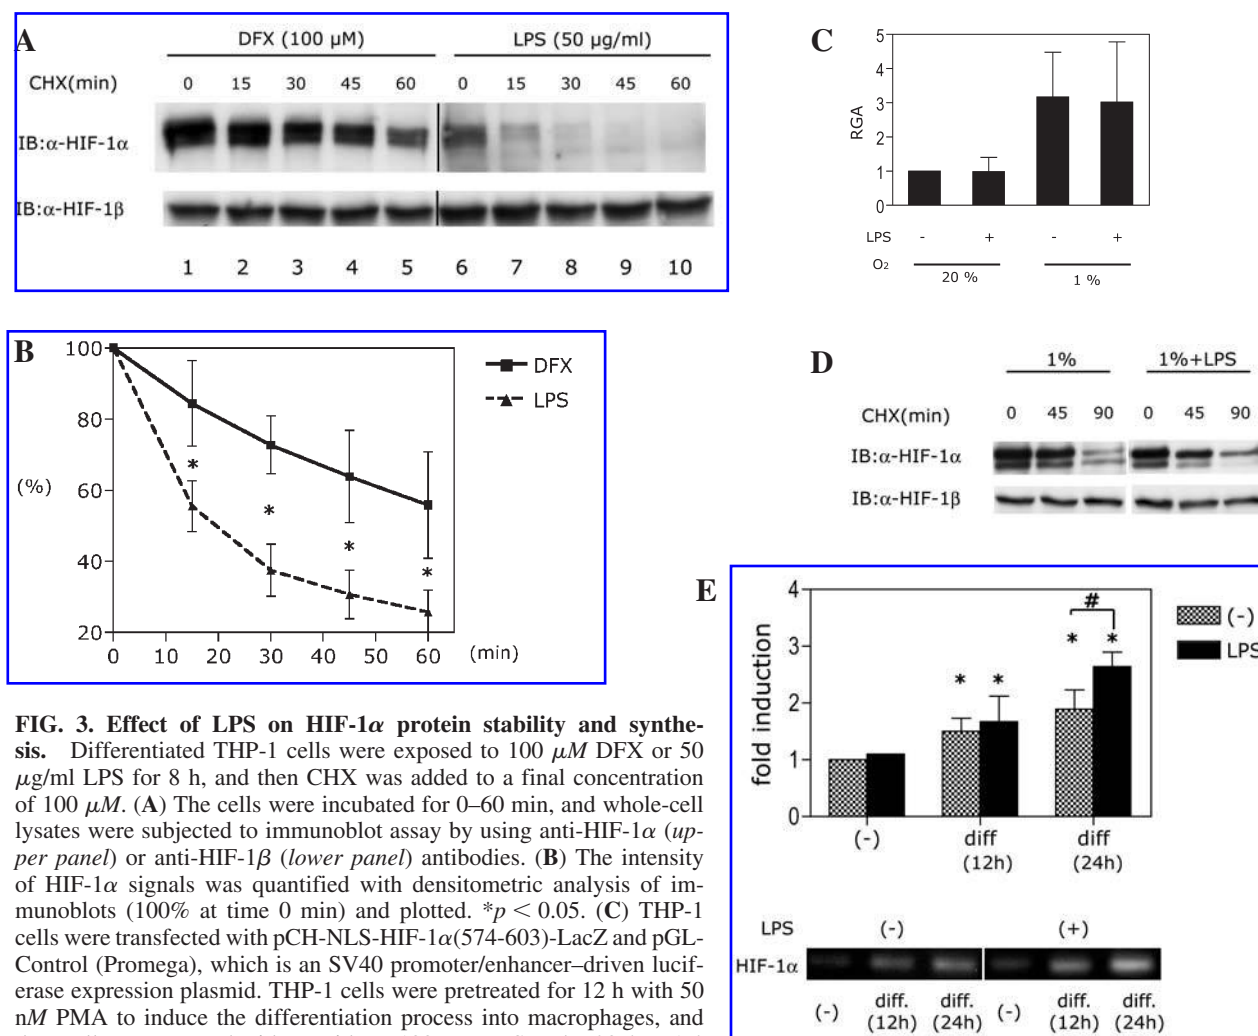 A
DFX (100 µM) LPS (50 µg/ml)
CHX(min) 0 15 30 45 60 0 15 30 45 60
IB:α-HIF-1α
IB:α-HIF-1β
1 2 3 4 5 6 7 8 9 10
B
100
80
60
40
20
(%)
0 10 20 30 40 50 60 (min)
DFX
LPS
*
*
*
*
C
RGA
5
4
3
2
1
0
LPS - + - +
O2
20 % 1 %
D
1% 1%+LPS
CHX(min) 0 45 90 0 45 90
IB:α-HIF-1α
IB:α-HIF-1β
E
fold induction
4
3
2
1
0
#
* * * *
(-)
LPS
(-) diff (12h) diff (24h)
LPS (-) (+)
HIF-1α
(-) diff. (12h) diff. (24h) (-) diff. (12h) diff. (24h)
FIG. 3. Effect of LPS on HIF-1α protein stability and synthe-
sis. Differentiated THP-1 cells were exposed to 100 μM DFX or 50
μg/ml LPS for 8 h, and then CHX was added to a final concentration
of 100 μM. (A) The cells were incubated for 0–60 min, and whole-cell
lysates were subjected to immunoblot assay by using anti-HIF-1α (up-
per panel) or anti-HIF-1β (lower panel) antibodies. (B) The intensity
of HIF-1α signals was quantified with densitometric analysis of im-
munoblots (100% at time 0 min) and plotted. *p < 0.05. (C) THP-1
cells were transfected with pCH-NLS-HIF-1α(574-603)-LacZ and pGL-
Control (Promega), which is an SV40 promoter/enhancer–driven lucif-
erase expression plasmid. THP-1 cells were pretreated for 12 h with 50
nM PMA to induce the differentiation process into macrophages, and